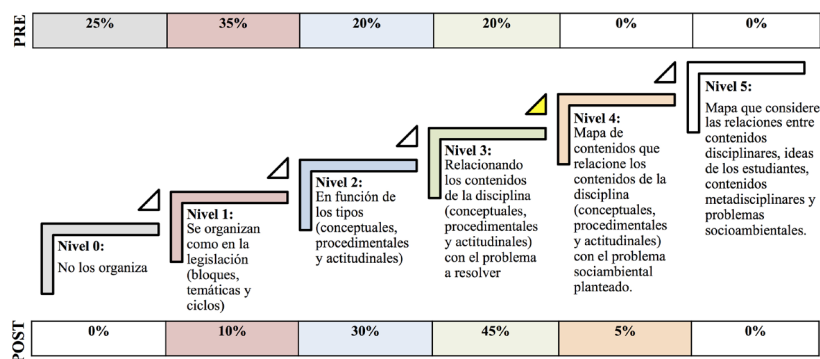 PRE
25% 35% 20% 20% 0% 0%
Nivel 0:
No los organiza
Nivel 1:
Se organizan
como en la
legislación
(bloques,
temáticas y
ciclos)
Nivel 2:
En función de
los tipos
(conceptuales,
procedimentales
y actitudinales)
Nivel 3:
Relacionando
los contenidos
de la disciplina
(conceptuales,
procedimentales
y actitudinales)
con el problema
a resolver
Nivel 4:
Mapa de
contenidos que
relacione los
contenidos de la
disciplina
(conceptuales,
procedimentales
y actitudinales)
con el problema
sociambiental
planteado.
Nivel 5:
Mapa que considere
las relaciones entre
contenidos
disciplinares, ideas
de los estudiantes,
contenidos
metadisciplinares y
problemas
socioambientales.
POST
0% 10% 30% 45% 5% 0%